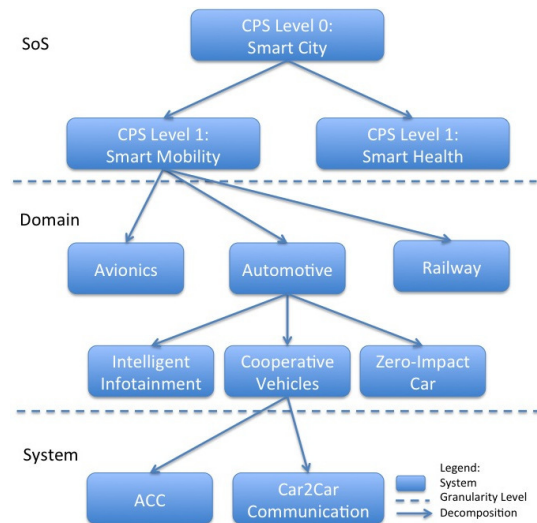 CPS Level 0:
Smart City
SoS
CPS Level 1:
Smart Mobility
CPS Level 1:
Smart Health
Domain
Avionics
Automotive
Railway
Intelligent
Infotainment
Cooperative
Vehicles
Zero-Impact
Car
System
ACC
Car2Car
Communication
Legend:
System
Granularity Level
Decomposition